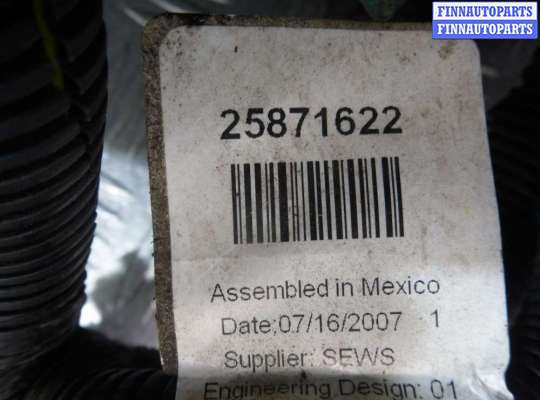 FINNAUTOPARTS
FINNAUTOPARTS
25871622
Assembled in Mexico
Date:07/16/2007 1
Supplier: SEWS
Engineering Design: 01